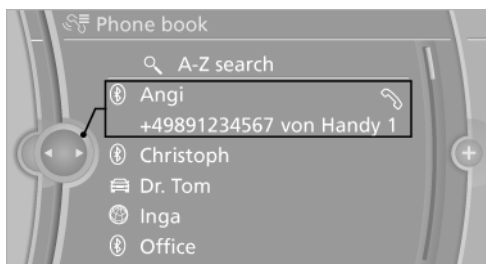 Phone book
A-Z search
Angi
+49891234567 von Handy 1
Christoph
Dr. Tom
Inga
Office